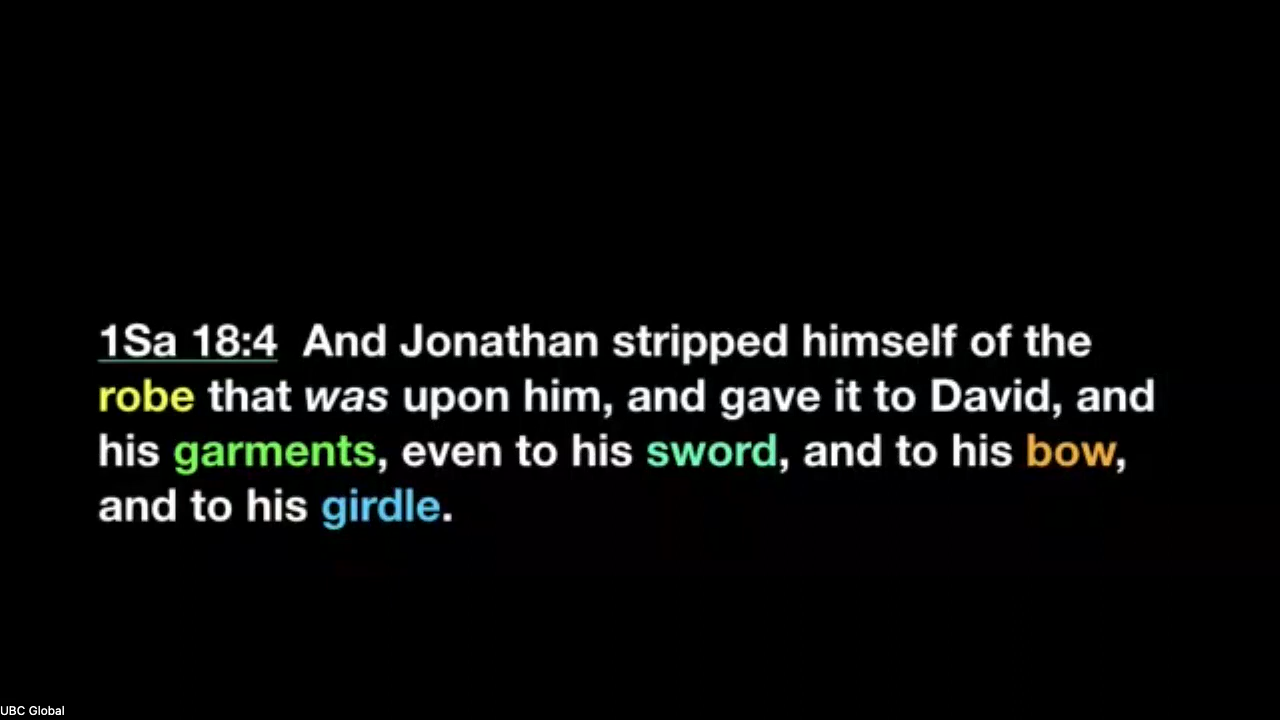 1Sa 18:4 And Jonathan stripped himself of the
robe that was upon him, and gave it to David, and
his garments, even to his sword, and to his bow,
and to his girdle.
UBC Global